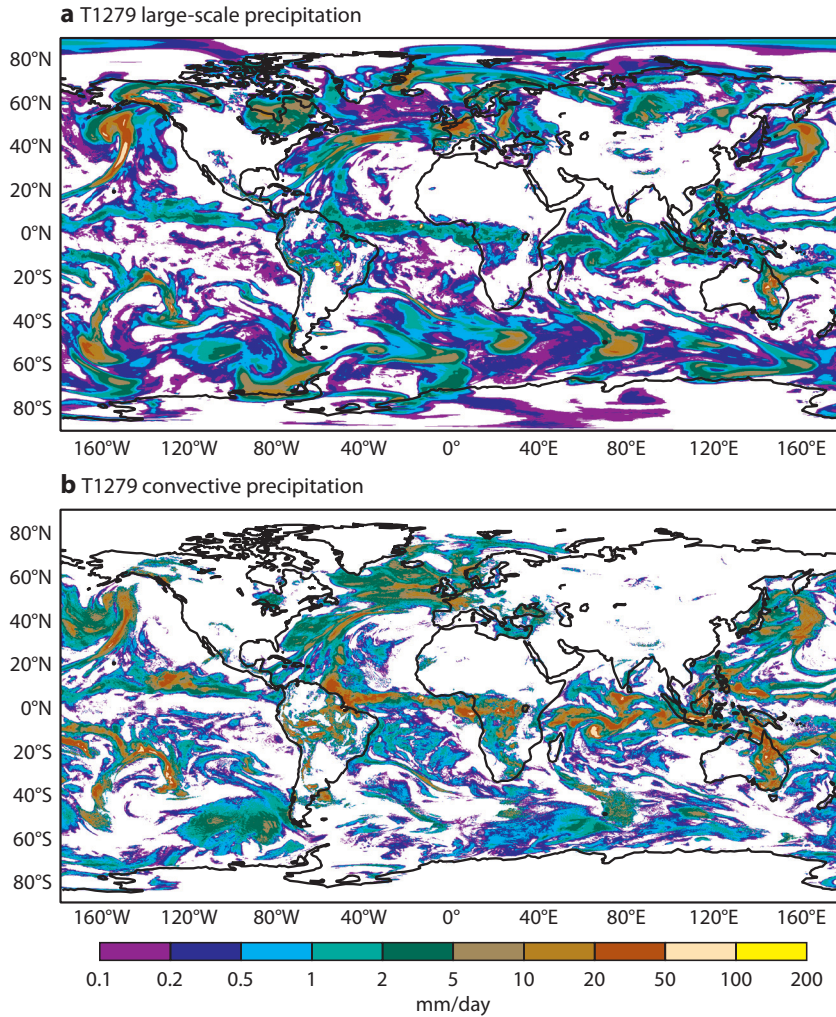 a T1279 large-scale precipitation
80°N
60°N
40°N
20°N
0°N
20°S
40°S
60°S
80°S
160°W 120°W 80°W 40°W 0° 40°E 80°E 120°E 160°E
b T1279 convective precipitation
80°N
60°N
40°N
20°N
0°N
20°S
40°S
60°S
80°S
160°W 120°W 80°W 40°W 0° 40°E 80°E 120°E 160°E
0.1 0.2 0.5 1 2 5 10 20 50 100 200
mm/day